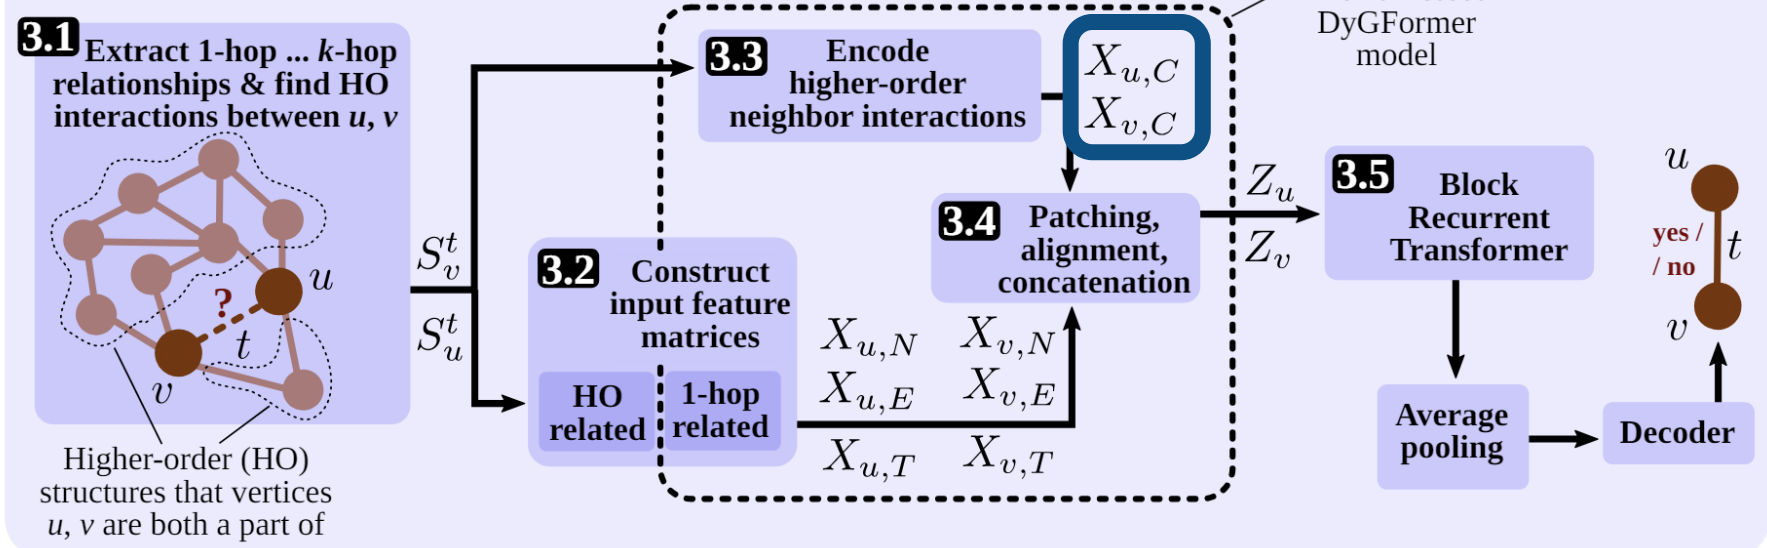 3.1
Extract 1-hop ... k-hop
relationships & find HO
interactions between u, v
?
u
t
v
Higher-order (HO)
structures that vertices
u, v are both a part of
S_v^t
S_u^t
3.3
Encode
higher-order
neighbor interactions
X_{u,C}
X_{v,C}
DyGFormer
model
3.2
Construct
input feature
matrices
HO
related
1-hop
related
X_{u,N} X_{v,N}
X_{u,E} X_{v,E}
X_{u,T} X_{v,T}
3.4
Patching,
alignment,
concatenation
Z_u
Z_v
3.5
Block
Recurrent
Transformer
Average
pooling
Decoder
u
yes /
/ no
t
v